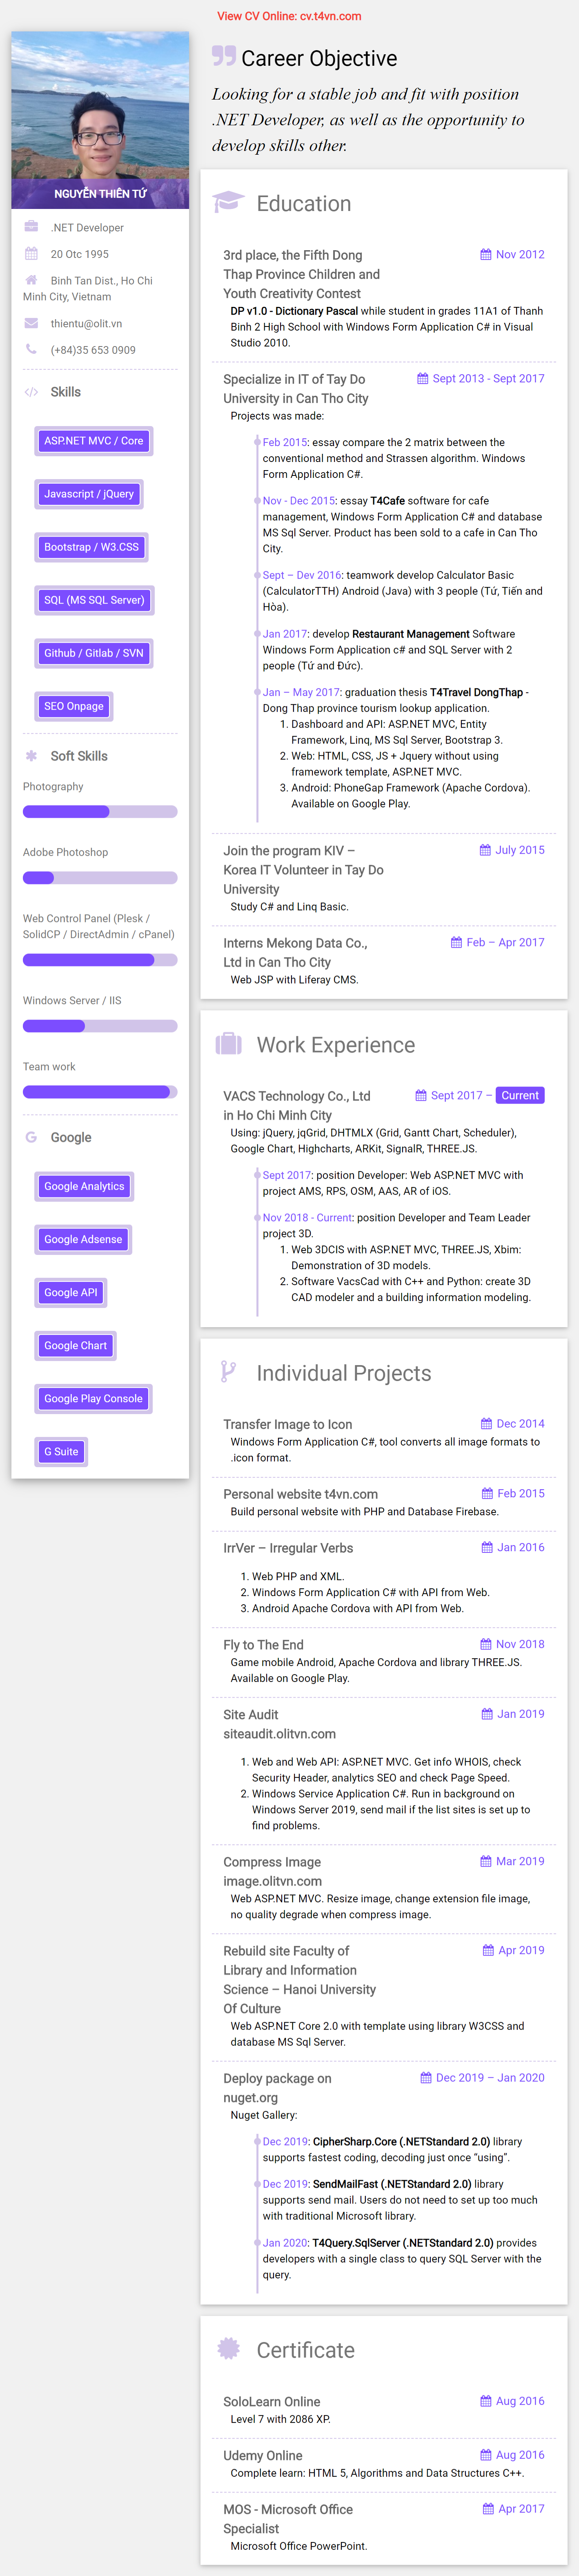 View CV Online: cv.t4vn.com
NGUYỄN THIÊN TỨ
.NET Developer
20 Otc 1995
Binh Tan Dist., Ho Chi
Minh City, Vietnam
thientu@olit.vn
(+84)35 653 0909
Skills
ASP.NET MVC / Core
Javascript / jQuery
Bootstrap / W3.CSS
SQL (MS SQL Server)
Github / Gitlab / SVN
SEO Onpage
Soft Skills
Photography
Adobe Photoshop
Web Control Panel (Plesk /
SolidCP / DirectAdmin / cPanel)
Windows Server / IIS
Team work
Google
Google Analytics
Google Adsense
Google API
Google Chart
Google Play Console
G Suite
Career Objective
Looking for a stable job and fit with position
.NET Developer, as well as the opportunity to
develop skills other.
Education
3rd place, the Fifth Dong
Thap Province Children and
Youth Creativity Contest
Nov 2012
DP v1.0 - Dictionary Pascal while student in grades 11A1 of Thanh
Binh 2 High School with Windows Form Application C# in Visual
Studio 2010.
Specialize in IT of Tay Do
University in Can Tho City
Sept 2013 - Sept 2017
Projects was made:
Feb 2015: essay compare the 2 matrix between the
conventional method and Strassen algorithm. Windows
Form Application C#.
Nov - Dec 2015: essay T4Cafe software for cafe
management, Windows Form Application C# and database
MS Sql Server. Product has been sold to a cafe in Can Tho
City.
Sept – Dev 2016: teamwork develop Calculator Basic
(CalculatorTTH) Android (Java) with 3 people (Tứ, Tiến and
Hòa).
Jan 2017: develop Restaurant Management Software
Windows Form Application c# and SQL Server with 2
people (Tứ and Đức).
Jan – May 2017: graduation thesis T4Travel DongThap -
Dong Thap province tourism lookup application.
1. Dashboard and API: ASP.NET MVC, Entity
Framework, Linq, MS Sql Server, Bootstrap 3.
2. Web: HTML, CSS, JS + Jquery without using
framework template, ASP.NET MVC.
3. Android: PhoneGap Framework (Apache Cordova).
Available on Google Play.
Join the program KIV –
Korea IT Volunteer in Tay Do
University
July 2015
Study C# and Linq Basic.
Interns Mekong Data Co.,
Ltd in Can Tho City
Feb – Apr 2017
Web JSP with Liferay CMS.
Work Experience
VACS Technology Co., Ltd
in Ho Chi Minh City
Sept 2017 – Current
Using: jQuery, jqGrid, DHTMLX (Grid, Gantt Chart, Scheduler),
Google Chart, Highcharts, ARKit, SignalR, THREE.JS.
Sept 2017: position Developer: Web ASP.NET MVC with
project AMS, RPS, OSM, AAS, AR of iOS.
Nov 2018 - Current: position Developer and Team Leader
project 3D.
1. Web 3DCIS with ASP.NET MVC, THREE.JS, Xbim:
Demonstration of 3D models.
2. Software VacsCad with C++ and Python: create 3D
CAD modeler and a building information modeling.
Individual Projects
Transfer Image to Icon
Dec 2014
Windows Form Application C#, tool converts all image formats to
.icon format.
Personal website t4vn.com
Feb 2015
Build personal website with PHP and Database Firebase.
IrrVer – Irregular Verbs
Jan 2016
1. Web PHP and XML.
2. Windows Form Application C# with API from Web.
3. Android Apache Cordova with API from Web.
Fly to The End
Nov 2018
Game mobile Android, Apache Cordova and library THREE.JS.
Available on Google Play.
Site Audit
siteaudit.olitvn.com
Jan 2019
1. Web and Web API: ASP.NET MVC. Get info WHOIS, check
Security Header, analytics SEO and check Page Speed.
2. Windows Service Application C#. Run in background on
Windows Server 2019, send mail if the list sites is set up to
find problems.
Compress Image
image.olitvn.com
Mar 2019
Web ASP.NET MVC. Resize image, change extension file image,
no quality degrade when compress image.
Rebuild site Faculty of
Library and Information
Science – Hanoi University
Of Culture
Apr 2019
Web ASP.NET Core 2.0 with template using library W3CSS and
database MS Sql Server.
Deploy package on
nuget.org
Dec 2019 – Jan 2020
Nuget Gallery:
Dec 2019: CipherSharp.Core (.NETStandard 2.0) library
supports fastest coding, decoding just once “using”.
Dec 2019: SendMailFast (.NETStandard 2.0) library
supports send mail. Users do not need to set up too much
with traditional Microsoft library.
Jan 2020: T4Query.SqlServer (.NETStandard 2.0) provides
developers with a single class to query SQL Server with the
query.
Certificate
SoloLearn Online
Aug 2016
Level 7 with 2086 XP.
Udemy Online
Aug 2016
Complete learn: HTML 5, Algorithms and Data Structures C++.
MOS - Microsoft Office
Specialist
Apr 2017
Microsoft Office PowerPoint.